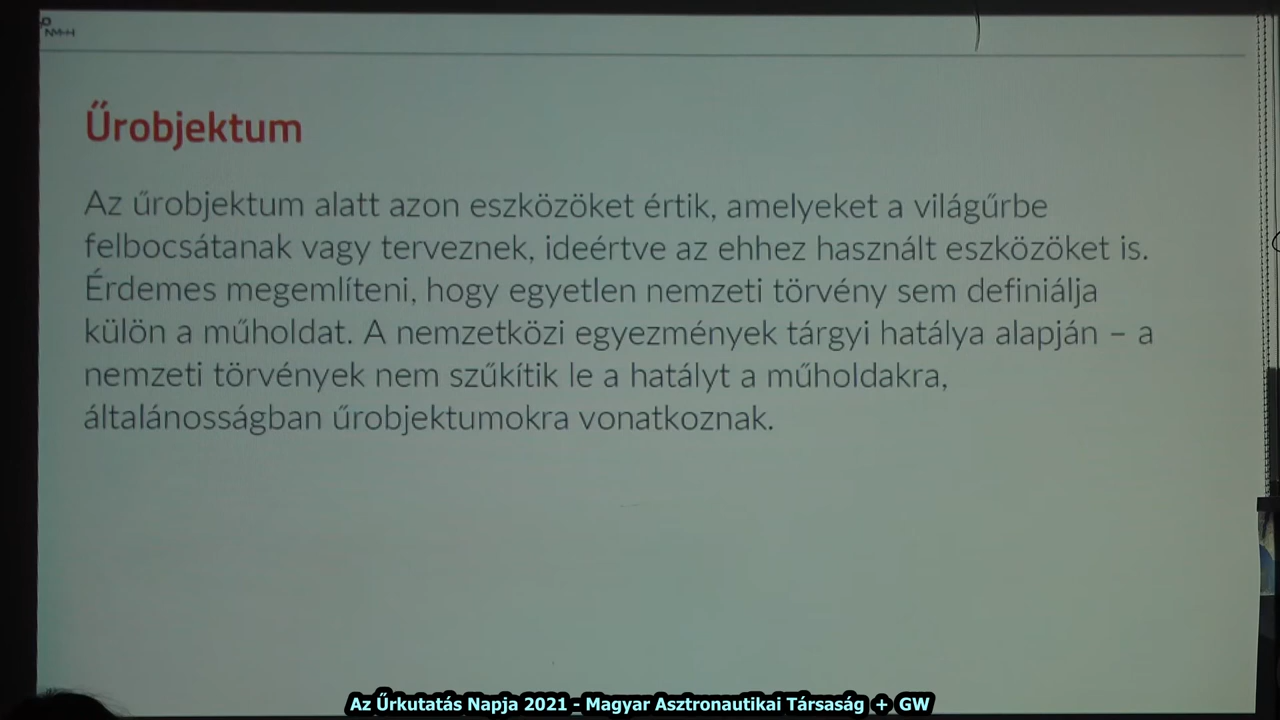 NMHH
Űrobjektum
Az űrobjektum alatt azon eszközöket értik, amelyeket a világűrbe
felbocsátanak vagy terveznek, ideértve az ehhez használt eszközöket is.
Érdemes megemlíteni, hogy egyetlen nemzeti törvény sem definiálja
külön a műholdat. A nemzetközi egyezmények tárgyi hatálya alapján – a
nemzeti törvények nem szűkítik le a hatályt a műholdakra,
általánosságban űrobjektumokra vonatkoznak.
Az Űrkutatás Napja 2021 - Magyar Asztronautikai Társaság + GW